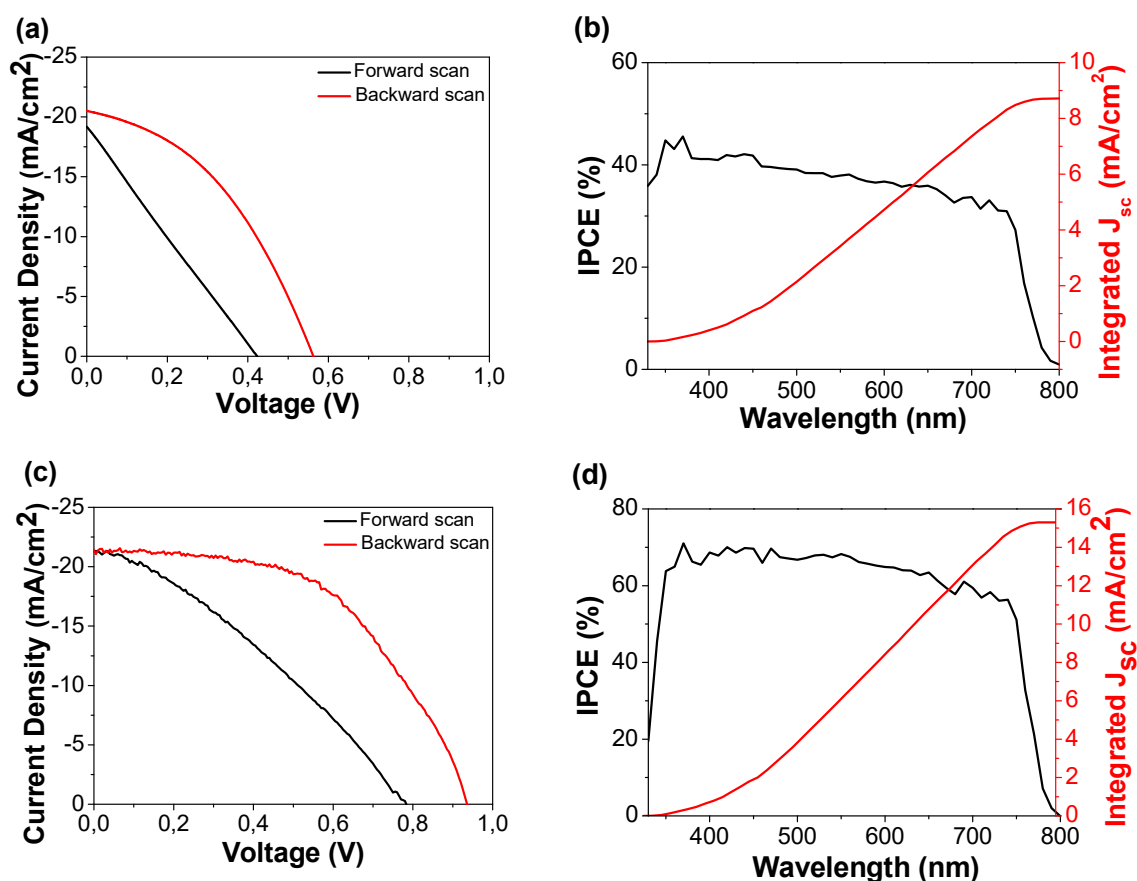 (a)
Current Density (mA/cm²)
-25
-20
-15
-10
-5
0
0,0 0,2 0,4 0,6 0,8 1,0
Voltage (V)
Forward scan
Backward scan
(b)
IPCE (%)
60
40
20
0
400 500 600 700 800
Wavelength (nm)
10
8
6
4
2
0
Integrated J_sc (mA/cm²)
(c)
Current Density (mA/cm²)
-25
-20
-15
-10
-5
0
0,0 0,2 0,4 0,6 0,8 1,0
Voltage (V)
Forward scan
Backward scan
(d)
IPCE (%)
80
60
40
20
0
400 500 600 700 800
Wavelength (nm)
16
14
12
10
8
6
4
2
0
Integrated J_SC (mA/cm²)